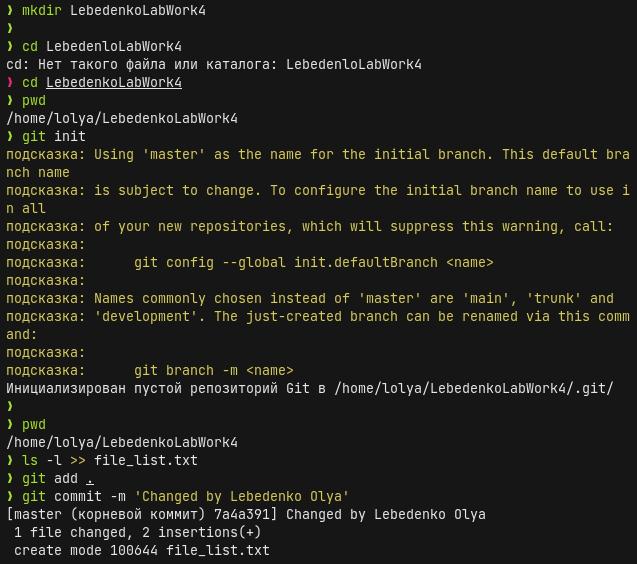 ❯ mkdir LebedenkoLabWork4
❯
❯ cd LebedenloLabWork4
cd: Нет такого файла или каталога: LebedenloLabWork4
❯ cd LebedenkoLabWork4
❯ pwd
/home/lolya/LebedenkoLabWork4
❯ git init
подсказка: Using 'master' as the name for the initial branch. This default bra
nch name
подсказка: is subject to change. To configure the initial branch name to use i
n all
подсказка: of your new repositories, which will suppress this warning, call:
подсказка:
подсказка:      git config --global init.defaultBranch <name>
подсказка:
подсказка: Names commonly chosen instead of 'master' are 'main', 'trunk' and
подсказка: 'development'. The just-created branch can be renamed via this comm
and:
подсказка:
подсказка:      git branch -m <name>
Инициализирован пустой репозиторий Git в /home/lolya/LebedenkoLabWork4/.git/
❯
❯ pwd
/home/lolya/LebedenkoLabWork4
❯ ls -l >> file_list.txt
❯ git add .
❯ git commit -m 'Changed by Lebedenko Olya'
[master (корневой коммит) 7a4a391] Changed by Lebedenko Olya
 1 file changed, 2 insertions(+)
 create mode 100644 file_list.txt